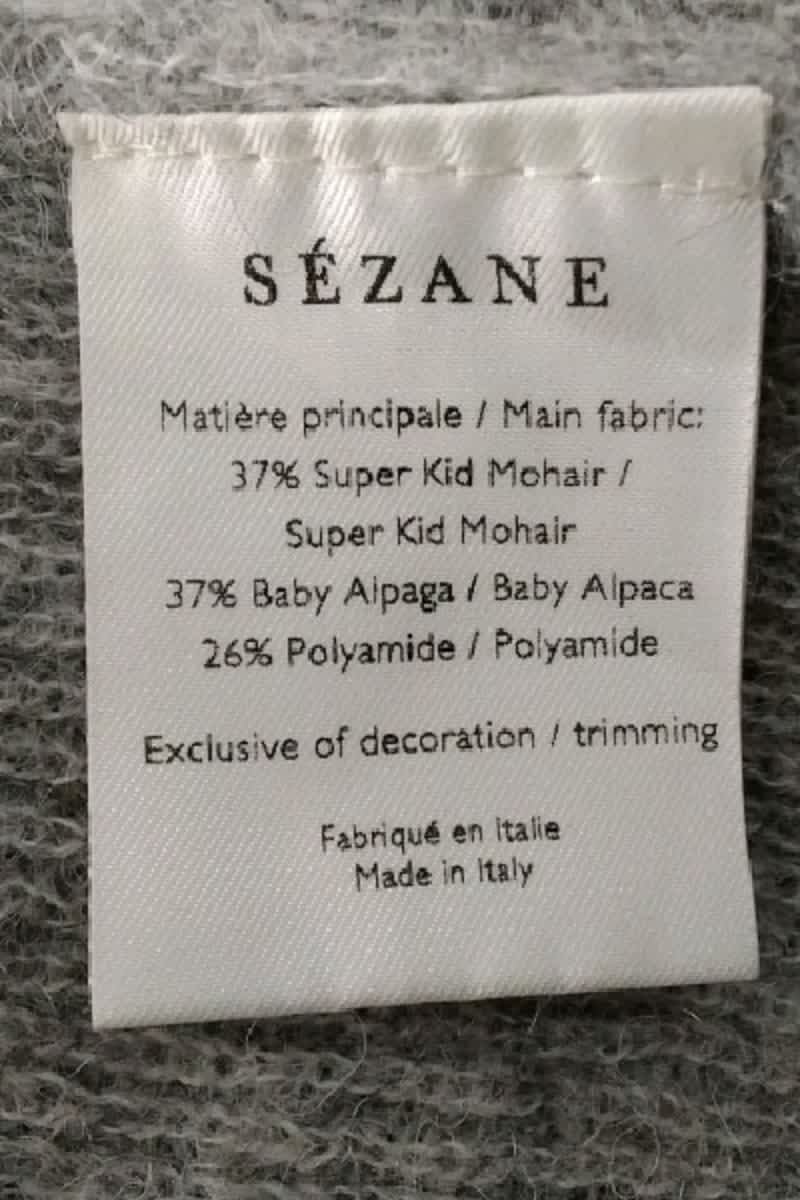 SÉZANE
Matière principale / Main fabric:
37% Super Kid Mohair /
Super Kid Mohair
37% Baby Alpaga / Baby Alpaca
26% Polyamide / Polyamide
Exclusive of decoration / trimming
Fabriqué en Italie
Made in Italy